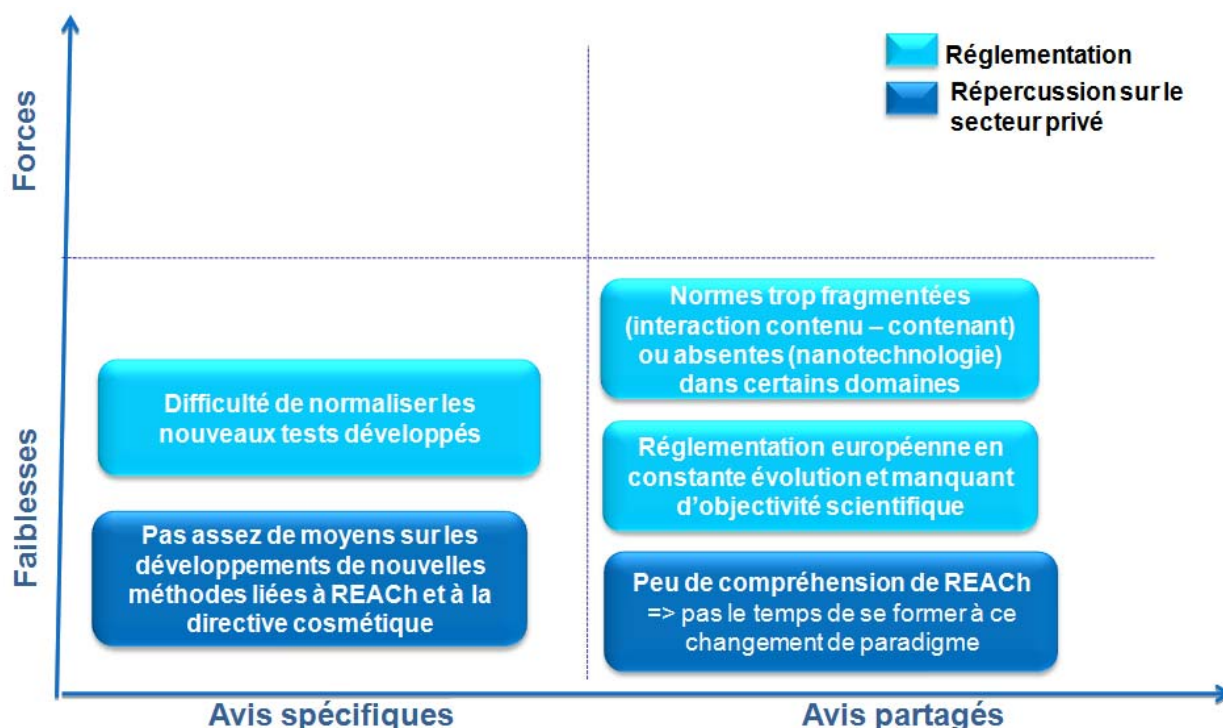 Réglementation
Répercussion sur le
secteur privé
Forces
Faiblesses
Normes trop fragmentées
(interaction contenu – contenant)
ou absentes (nanotechnologie)
dans certains domaines
Difficulté de normaliser les
nouveaux tests développés
Réglementation européenne en
constante évolution et manquant
d’objectivité scientifique
Pas assez de moyens sur les
développements de nouvelles
méthodes liées à REACh et à la
directive cosmétique
Peu de compréhension de REACh
=> pas le temps de se former à ce
changement de paradigme
Avis spécifiques
Avis partagés